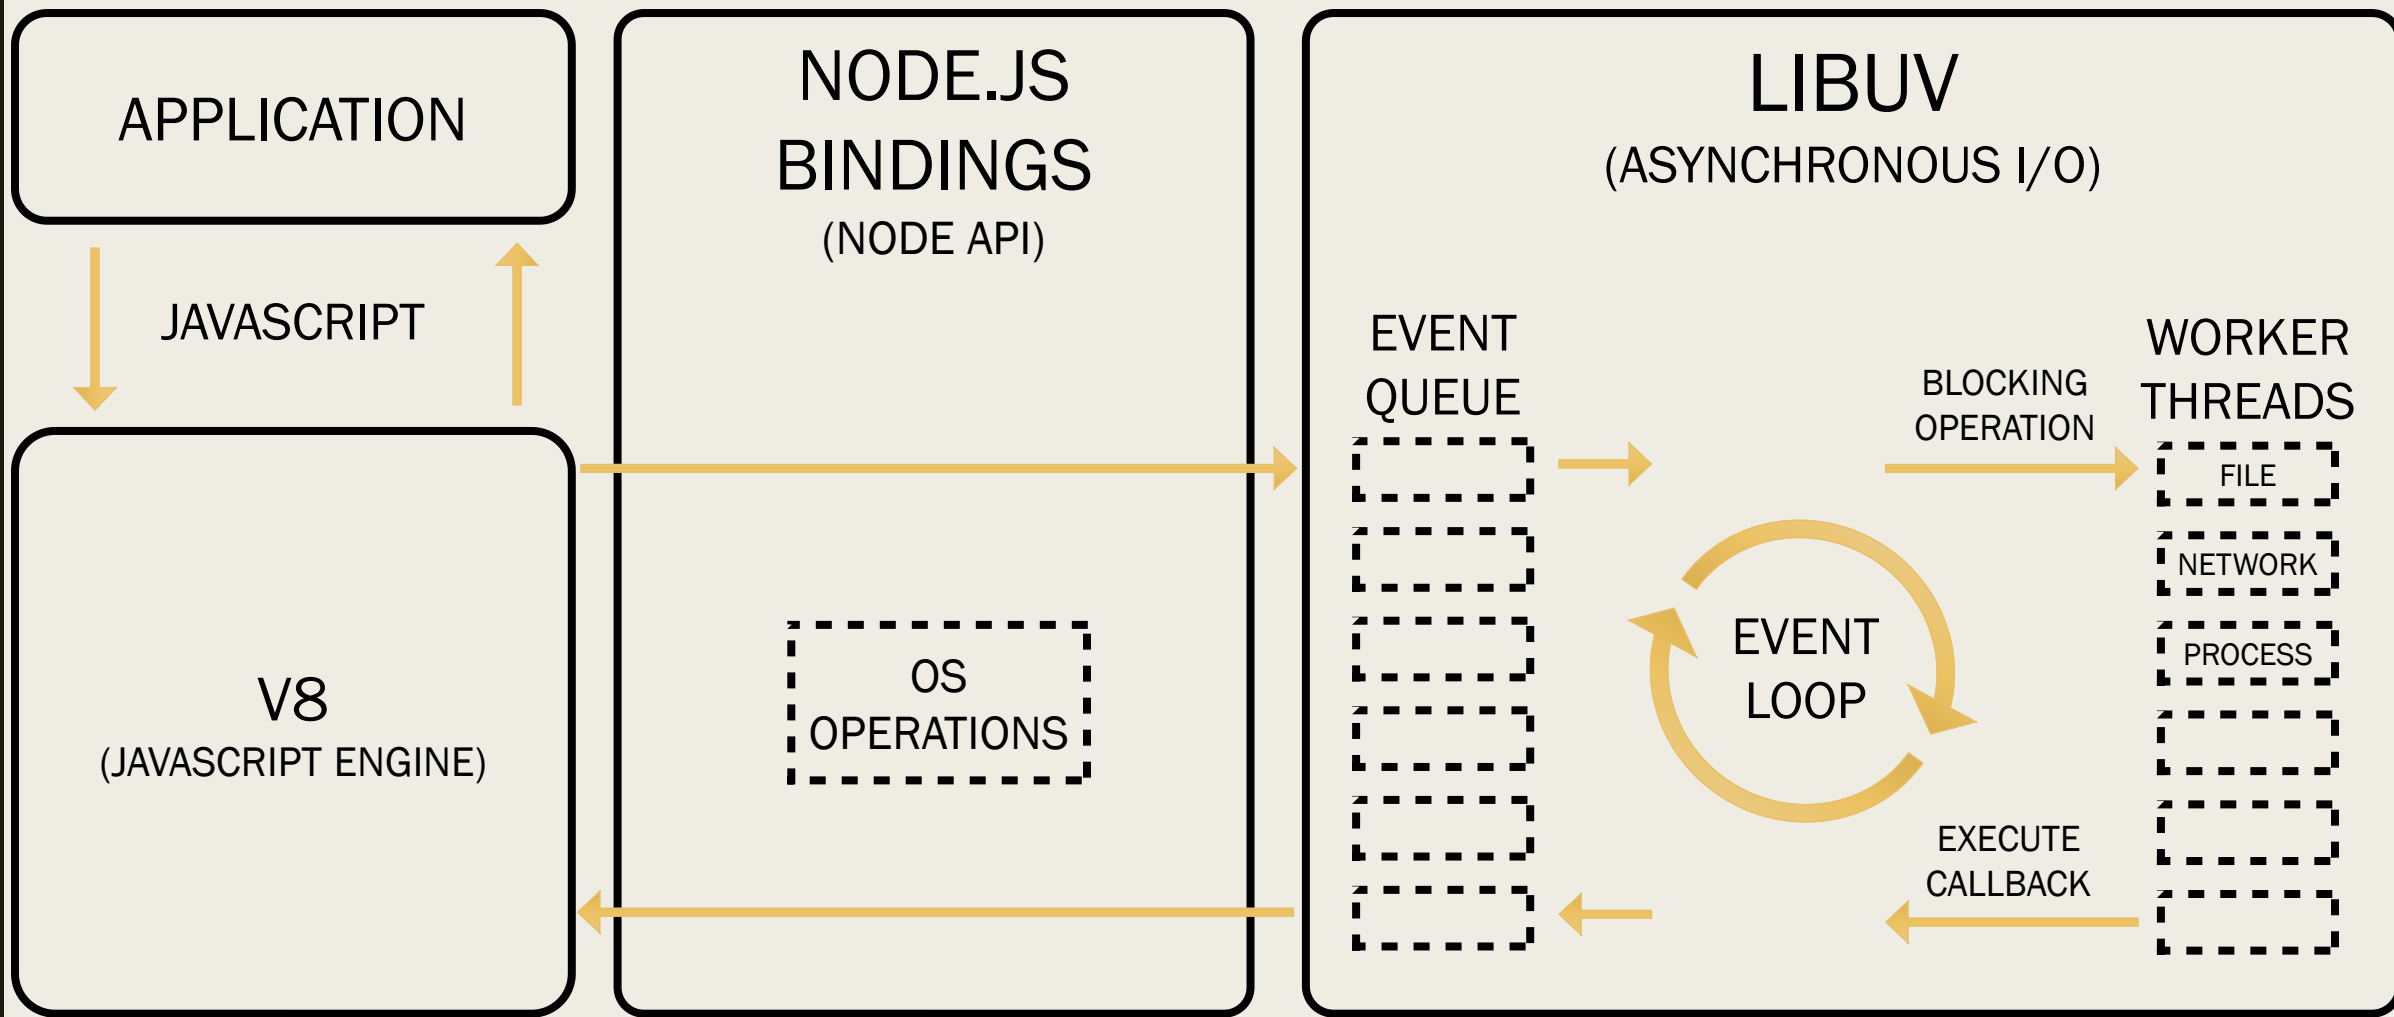 APPLICATION
JAVASCRIPT
V8
(JAVASCRIPT ENGINE)
NODE.JS
BINDINGS
(NODE API)
OS
OPERATIONS
LIBUV
(ASYNCHRONOUS I/O)
EVENT
QUEUE
EVENT
LOOP
BLOCKING
OPERATION
EXECUTE
CALLBACK
WORKER
THREADS
FILE
NETWORK
PROCESS